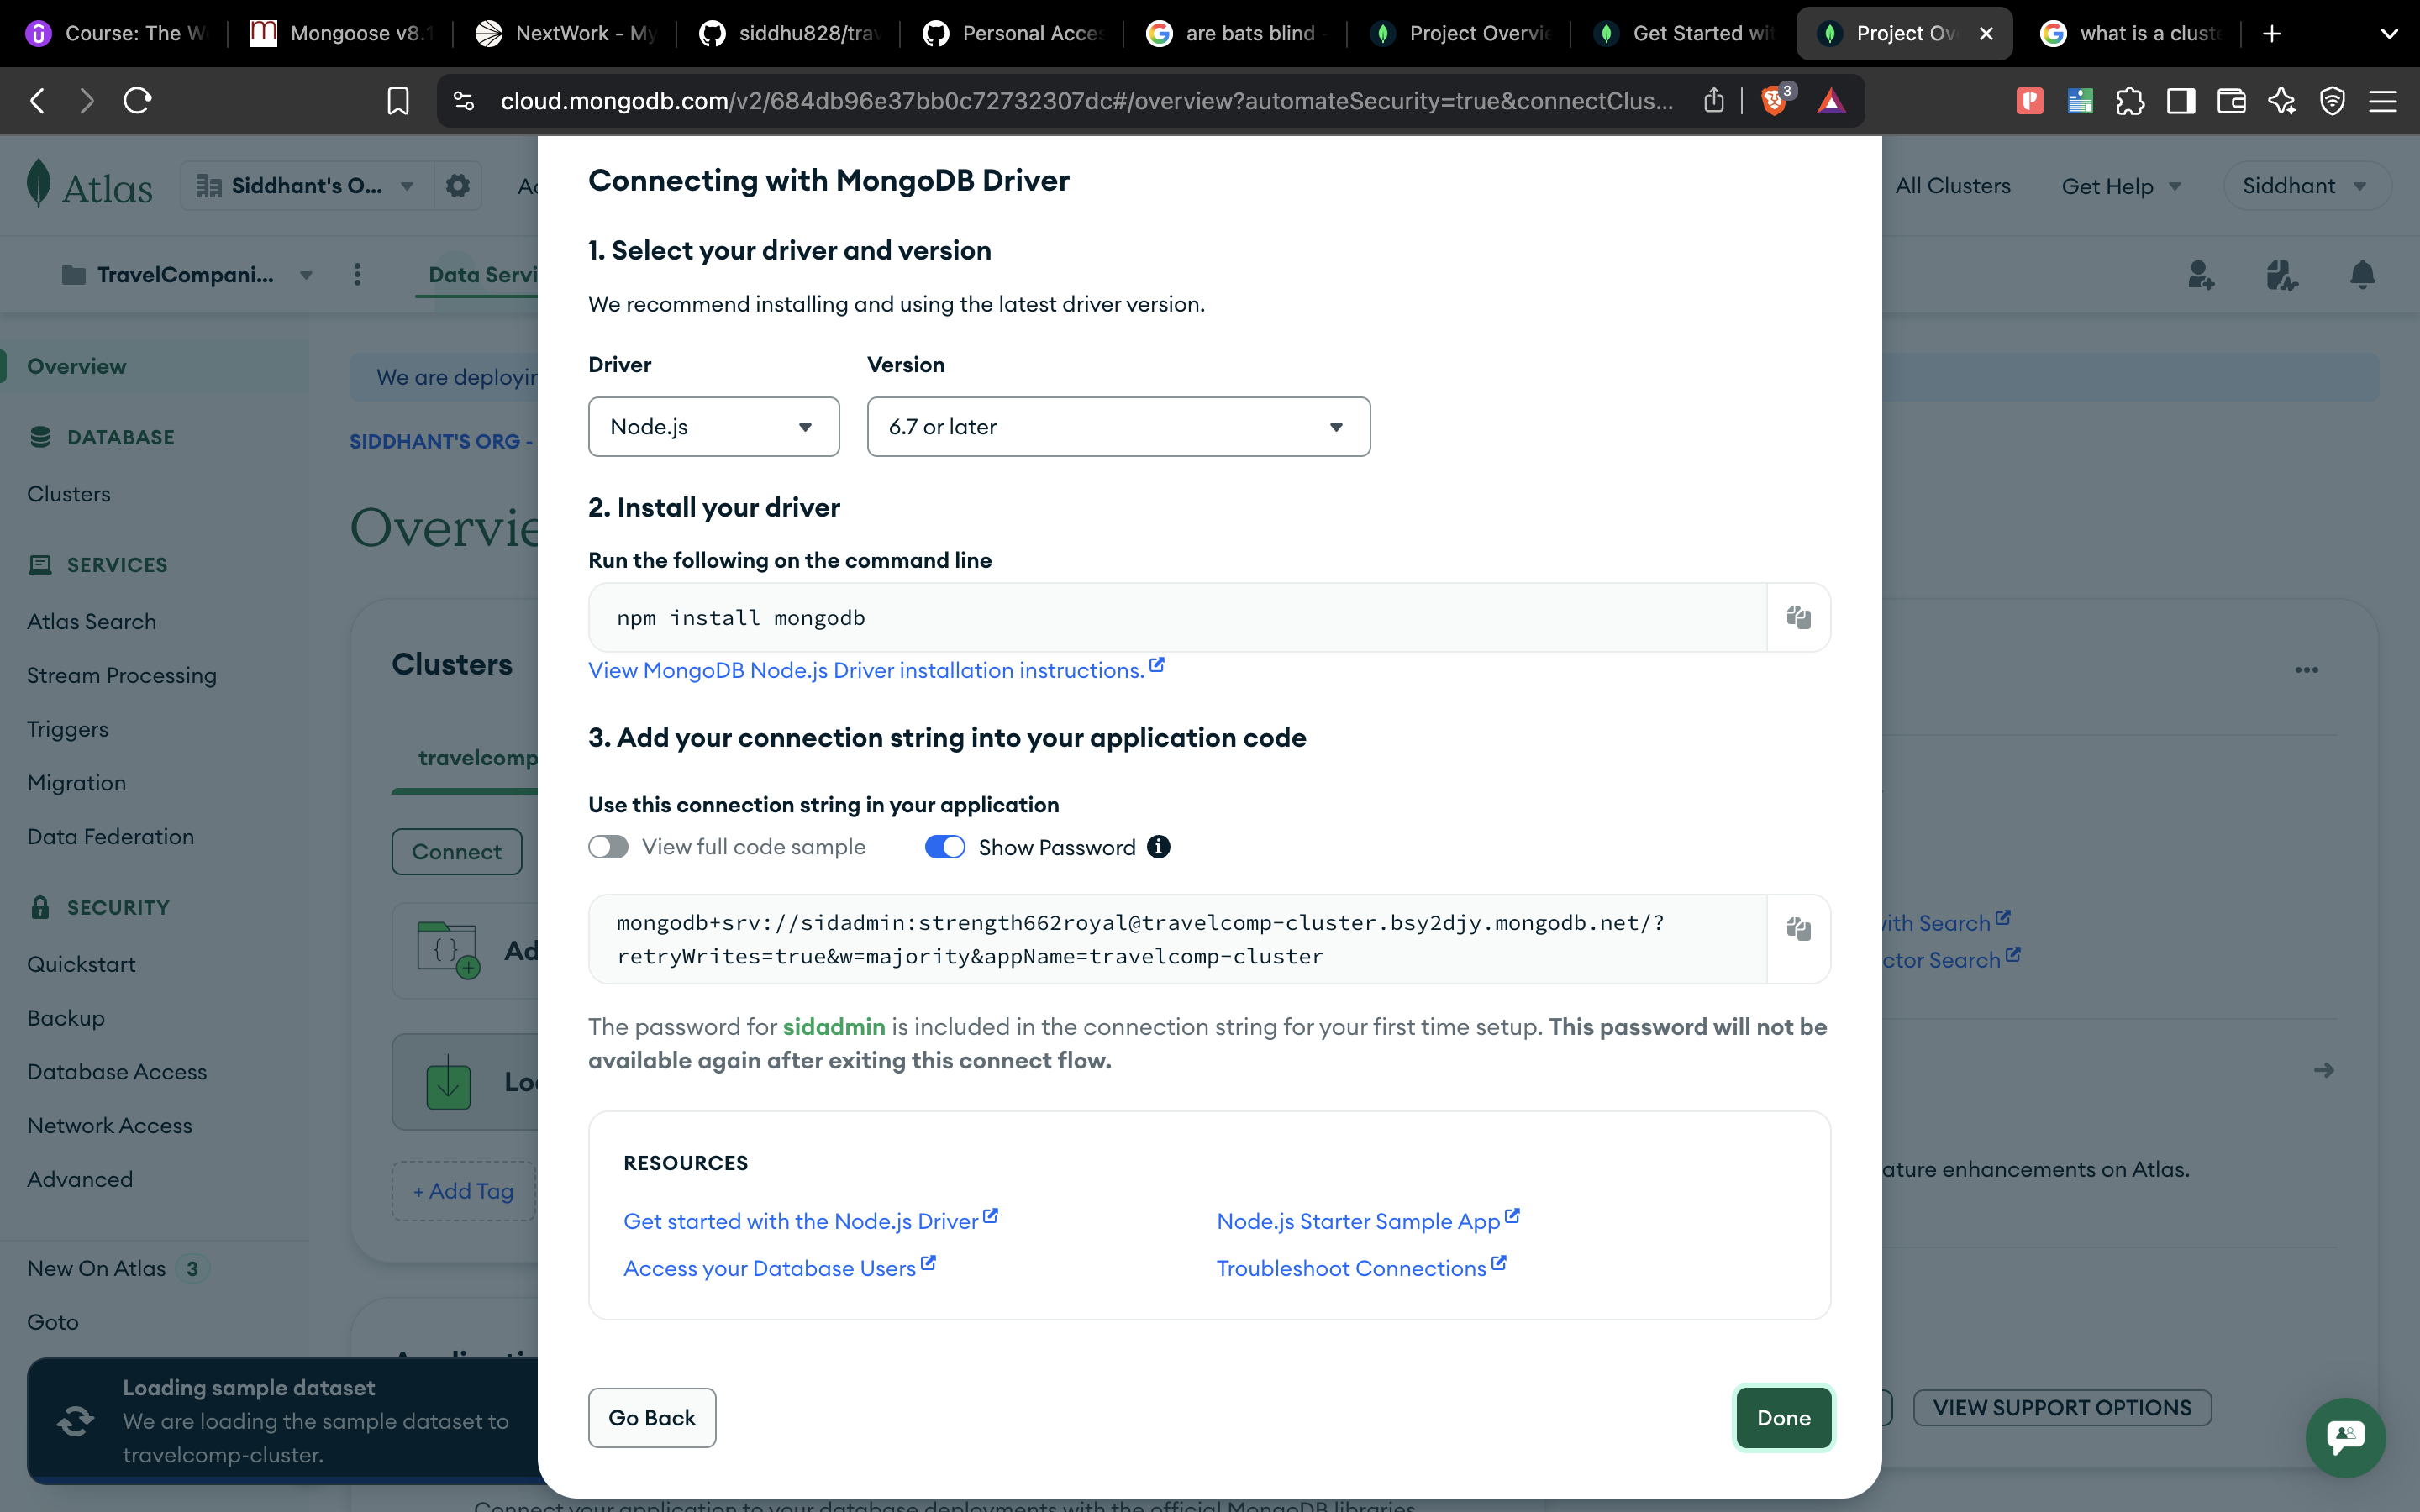 Course: The W
Mongoose v8.1
NextWork - My
siddhu828/trav
Personal Acces
are bats blind -
Project Overvie
Get Started wit
Project Ov
what is a cluste
cloud.mongodb.com/v2/684db96e37bb0c72732307dc#/overview?automateSecurity=true&connectClus...
3
Atlas
Siddhant's O...
Ac
All Clusters
Get Help
Siddhant
TravelCompani...
Data Servi
Overview
DATABASE
Clusters
SERVICES
Atlas Search
Stream Processing
Triggers
Migration
Data Federation
SECURITY
Quickstart
Backup
Database Access
Network Access
Advanced
New On Atlas 3
Goto
We are deployin
SIDDHANT'S ORG -
Overvie
Clusters
travelcomp
Connect
Ad
Lo
+ Add Tag
Connecting with MongoDB Driver
1. Select your driver and version
We recommend installing and using the latest driver version.
Driver
Version
Node.js
6.7 or later
2. Install your driver
Run the following on the command line
npm install mongodb
View MongoDB Node.js Driver installation instructions.
3. Add your connection string into your application code
Use this connection string in your application
View full code sample
Show Password
mongodb+srv://sidadmin:strength662royal@travelcomp-cluster.bsy2djy.mongodb.net/?
retryWrites=true&w=majority&appName=travelcomp-cluster
The password for sidadmin is included in the connection string for your first time setup. This password will not be
available again after exiting this connect flow.
RESOURCES
Get started with the Node.js Driver
Node.js Starter Sample App
Access your Database Users
Troubleshoot Connections
Go Back
Done
with Search
ctor Search
ature enhancements on Atlas.
VIEW SUPPORT OPTIONS
Loading sample dataset
We are loading the sample dataset to
travelcomp-cluster.
Connect your application to your database deployments with the official MongoDB libraries.